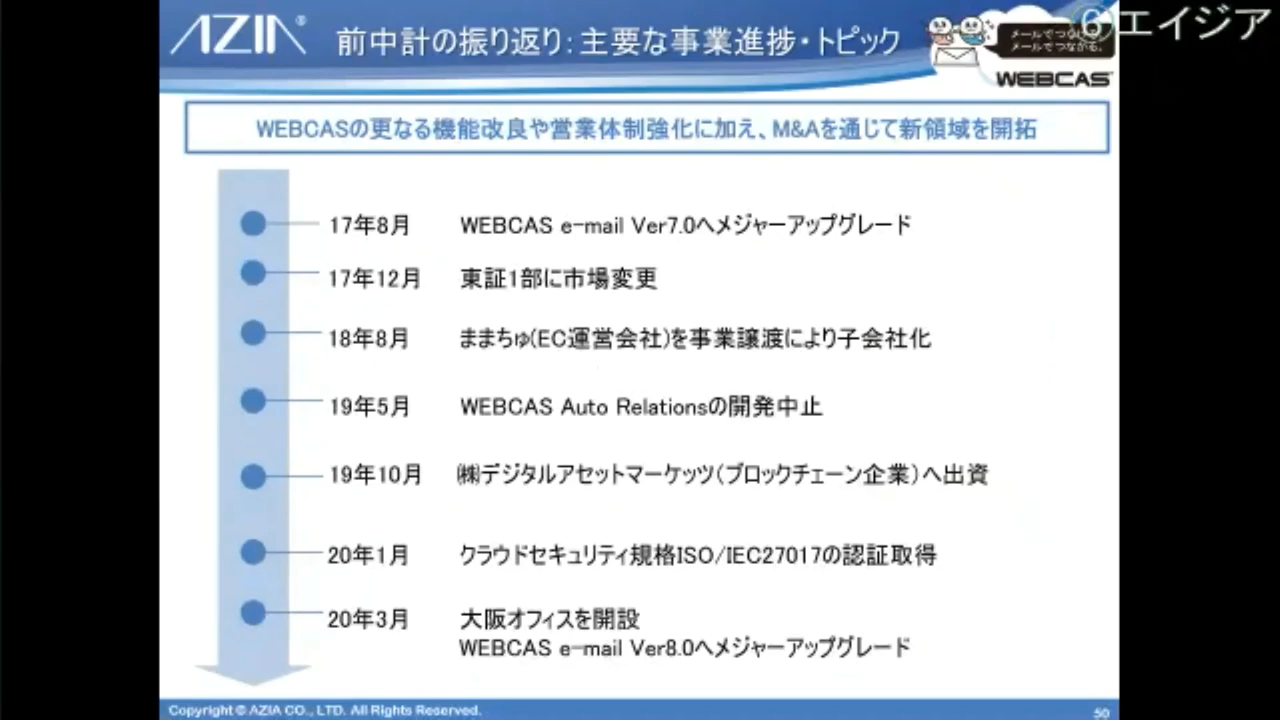 AZIA®
前中計の振り返り:主要な事業進捗・トピック
⑥エイジア
メールでつながる。
WEBCAS
WEBCASの更なる機能改良や営業体制強化に加え、M&Aを通じて新領域を開拓
17年8月 WEBCAS e-mail Ver7.0へメジャーアップグレード
17年12月 東証1部に市場変更
18年8月 ままちゅ(EC運営会社)を事業譲渡により子会社化
19年5月 WEBCAS Auto Relationsの開発中止
19年10月 ㈱デジタルアセットマーケッツ(ブロックチェーン企業)へ出資
20年1月 クラウドセキュリティ規格ISO/IEC27017の認証取得
20年3月 大阪オフィスを開設
WEBCAS e-mail Ver8.0へメジャーアップグレード
Copyright © AZIA CO., LTD. All Rights Reserved.
50